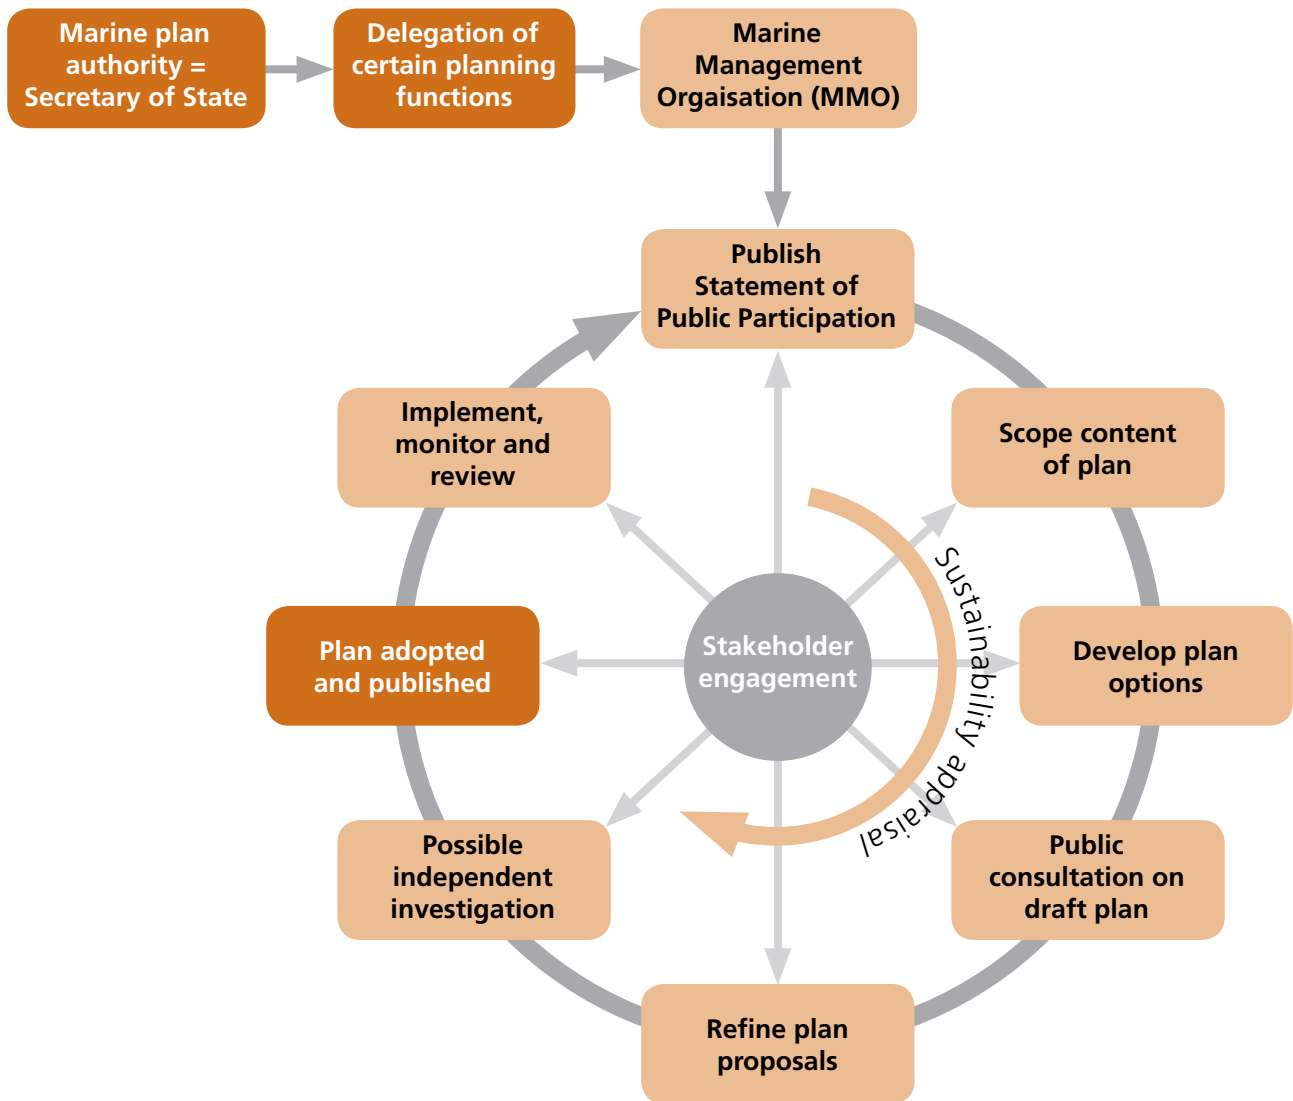 Marine plan
authority =
Secretary of State
Delegation of
certain planning
functions
Marine
Management
Orgaisation (MMO)
Publish
Statement of
Public Participation
Scope content
of plan
Develop plan
options
Public
consultation on
draft plan
Refine plan
proposals
Possible
independent
investigation
Plan adopted
and published
Implement,
monitor and
review
Stakeholder
engagement
Sustainability appraisal